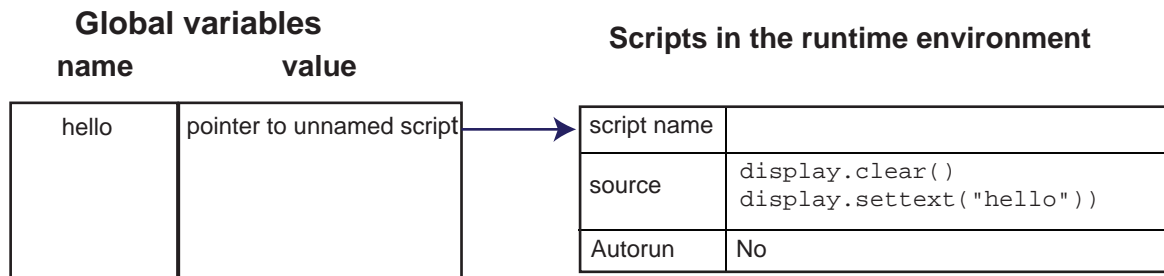 Global variables
name value
Scripts in the runtime environment
hello pointer to unnamed script
script name
source display.clear()
display.settext("hello"))
Autorun No